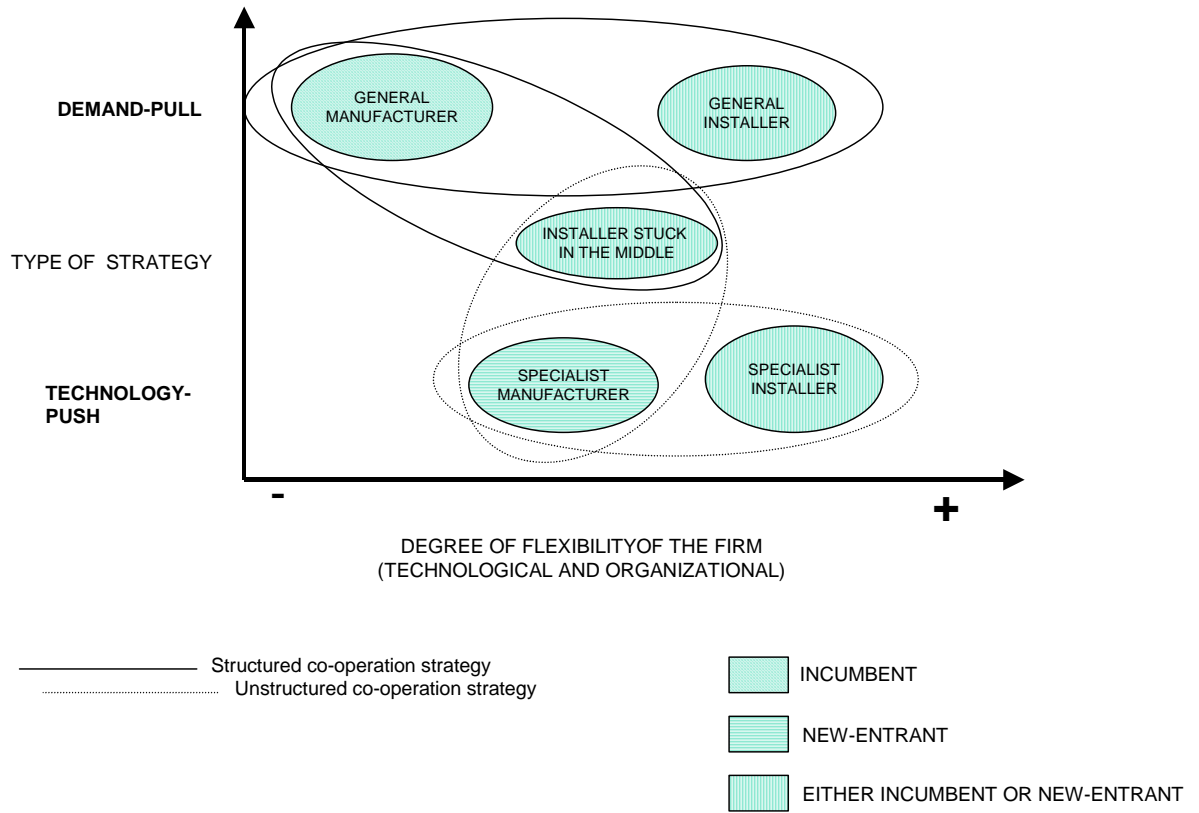 DEMAND-PULL
GENERAL
MANUFACTURER
GENERAL
INSTALLER
TYPE OF STRATEGY
INSTALLER STUCK
IN THE MIDDLE
TECHNOLOGY-
PUSH
SPECIALIST
MANUFACTURER
SPECIALIST
INSTALLER
-
+
DEGREE OF FLEXIBILITYOF THE FIRM
(TECHNOLOGICAL AND ORGANIZATIONAL)
Structured co-operation strategy
Unstructured co-operation strategy
INCUMBENT
NEW-ENTRANT
EITHER INCUMBENT OR NEW-ENTRANT